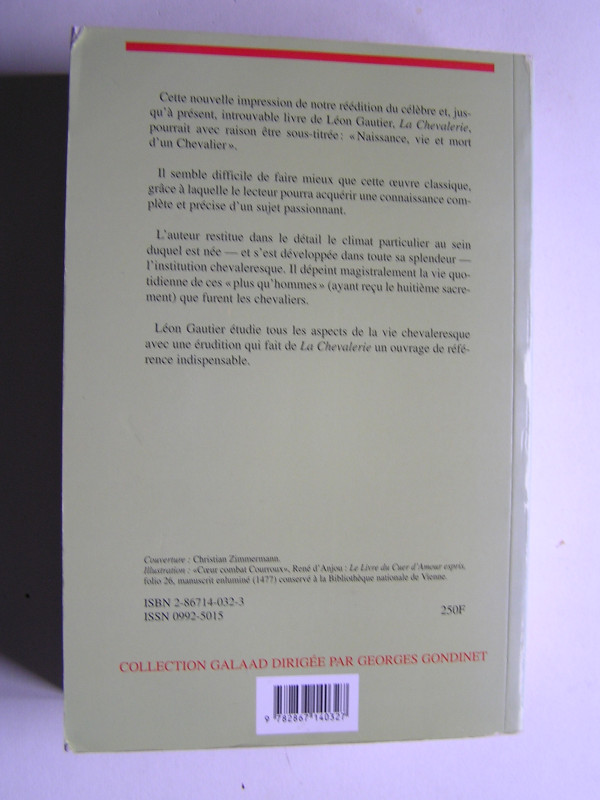 Cette nouvelle impression de notre réédition du célèbre et, jus-
qu'à présent, introuvable livre de Léon Gautier, La Chevalerie,
pourrait avec raison être sous-titrée : « Naissance, vie et mort
d'un Chevalier ».
Il semble difficile de faire mieux que cette œuvre classique,
grâce à laquelle le lecteur pourra acquérir une connaissance com-
plète et précise d'un sujet passionnant.
L'auteur restitue dans le détail le climat particulier au sein
duquel est née — et s'est développée dans toute sa splendeur —
l'institution chevaleresque. Il dépeint magistralement la vie quo-
tidienne de ces « plus qu'hommes » (ayant reçu le huitième sacre-
ment) que furent les chevaliers.
Léon Gautier étudie tous les aspects de la vie chevaleresque
avec une érudition qui fait de La Chevalerie un ouvrage de réfé-
rence indispensable.
Couverture : Christian Zimmermann.
Illustration : «Cœur combat Courroux», René d'Anjou : Le Livre du Cuer d'Amour espris,
folio 26, manuscrit enluminé (1477) conservé à la Bibliothèque nationale de Vienne.
ISBN 2-86714-032-3
ISSN 0992-5015
250F
COLLECTION GALAAD DIRIGÉE PAR GEORGES GONDINET
9 782867 140327